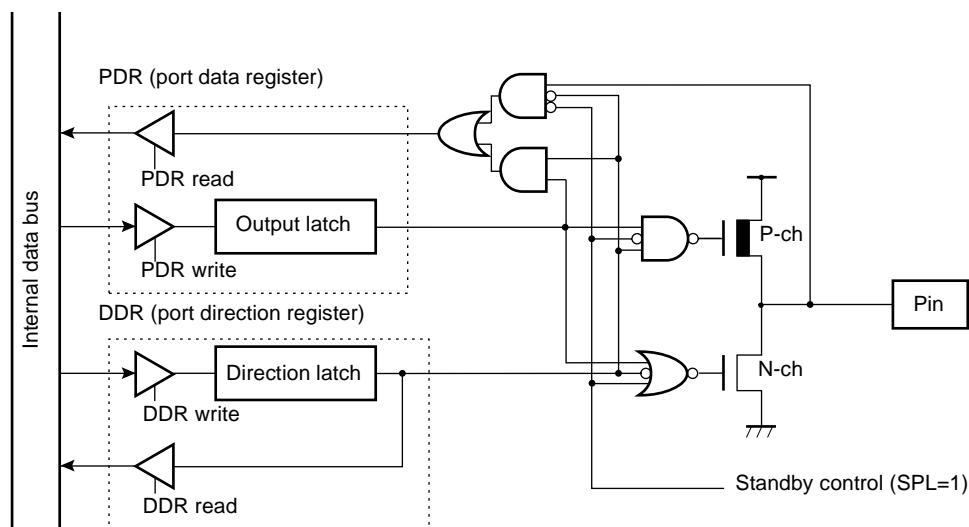 PDR (port data register)
PDR read
Internal data bus
Output latch
P-ch
PDR write
Pin
DDR (port direction register)
Direction latch
N-ch
DDR write
Standby control (SPL=1)
DDR read